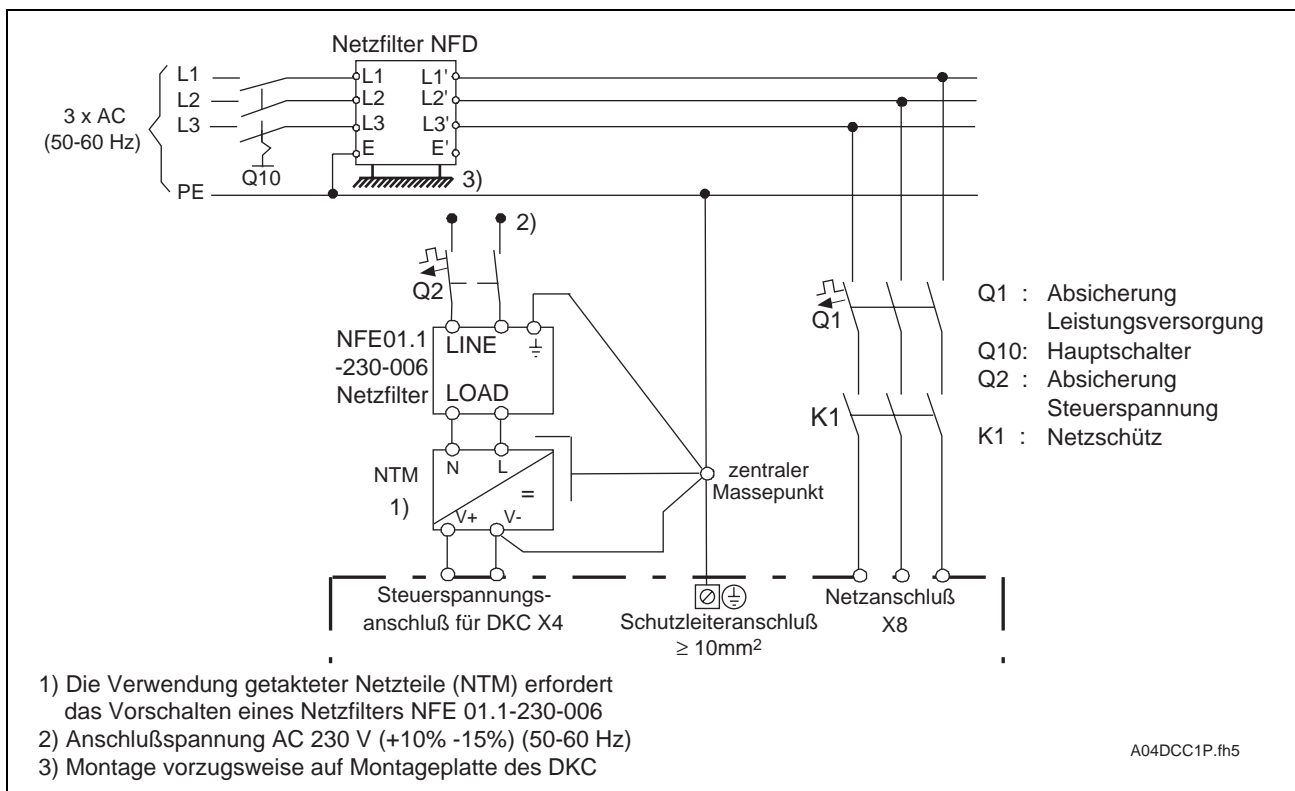 Netzfilter NFD
L1
L1
L1'
L2
L2
L2'
3 x AC
(50-60 Hz)
L3
L3
L3'
E
E'
Q10
3)
PE
2)
Q2
NFE01.1
-230-006
Netzfilter
LINE
LOAD
NTM
1)
N
L
=
V+
V-
zentraler
Massepunkt
Q1
K1
Q1 : Absicherung
Leistungsversorgung
Q10: Hauptschalter
Q2 : Absicherung
Steuerspannung
K1 : Netzschütz
Steuerspannungs-
anschluß für DKC X4
Schutzleiteranschluß
≥ 10mm²
Netzanschluß
X8
1) Die Verwendung getakteter Netzteile (NTM) erfordert
das Vorschalten eines Netzfilters NFE 01.1-230-006
2) Anschlußspannung AC 230 V (+10% -15%) (50-60 Hz)
3) Montage vorzugsweise auf Montageplatte des DKC
A04DCC1P.fh5